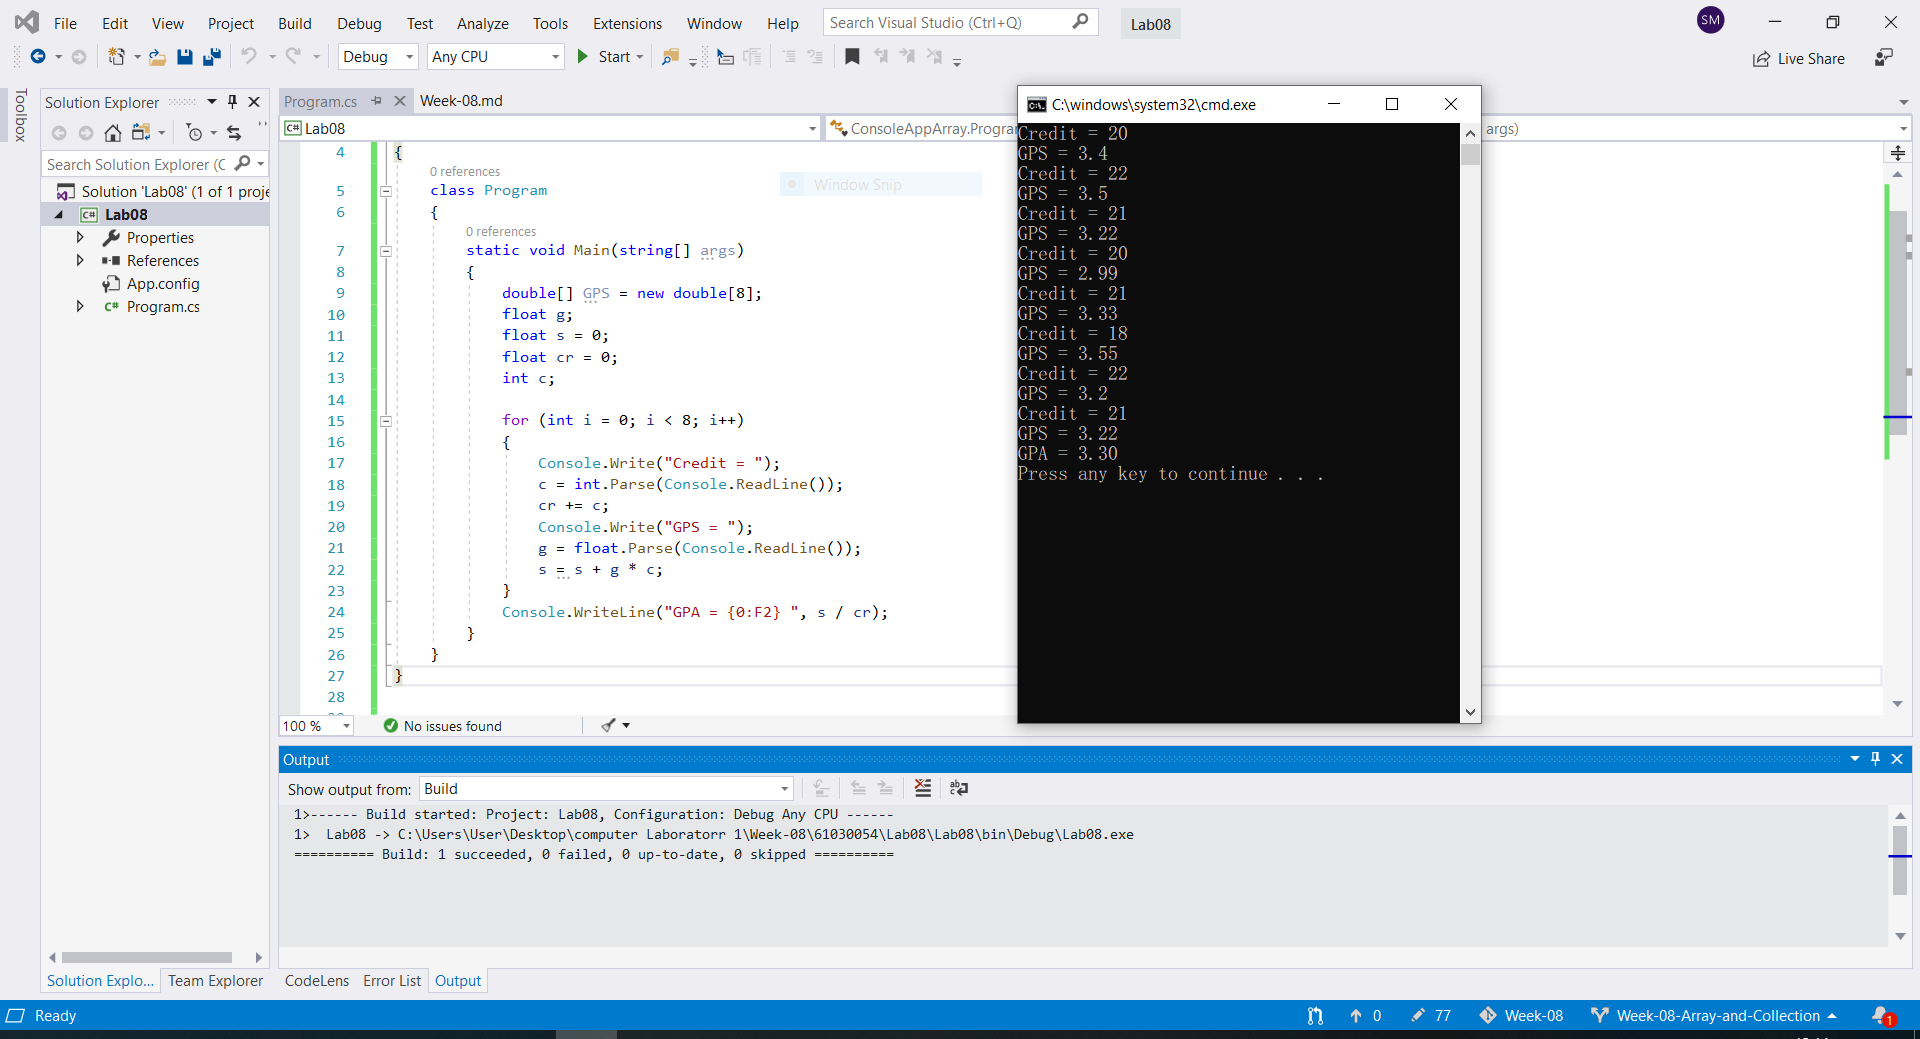 File Edit View Project Build Debug Test Analyze Tools Extensions Window Help Search Visual Studio (Ctrl+Q) Lab08 SM
Debug Any CPU Start Live Share
Toolbox
Solution Explorer
Search Solution Explorer (C
Solution 'Lab08' (1 of 1 proje
C# Lab08
Properties
References
App.config
C# Program.cs
Program.cs Week-08.md
C# Lab08 ConsoleAppArray.Progra args)
4 {
0 references
Window Snip
5 class Program
6 {
0 references
7 static void Main(string[] args)
8 {
9 double[] GPS = new double[8];
10 float g;
11 float s = 0;
12 float cr = 0;
13 int c;
14
15 for (int i = 0; i < 8; i++)
16 {
17 Console.Write("Credit = ");
18 c = int.Parse(Console.ReadLine());
19 cr += c;
20 Console.Write("GPS = ");
21 g = float.Parse(Console.ReadLine());
22 s = s + g * c;
23 }
24 Console.WriteLine("GPA = {0:F2} ", s / cr);
25 }
26 }
27 }
28
100 % No issues found
C:\windows\system32\cmd.exe
Credit = 20
GPS = 3.4
Credit = 22
GPS = 3.5
Credit = 21
GPS = 3.22
Credit = 20
GPS = 2.99
Credit = 21
GPS = 3.33
Credit = 18
GPS = 3.55
Credit = 22
GPS = 3.2
Credit = 21
GPS = 3.22
GPA = 3.30
Press any key to continue . . .
Output
Show output from: Build
1>------ Build started: Project: Lab08, Configuration: Debug Any CPU ------
1>  Lab08 -> C:\Users\User\Desktop\computer Laboratorr 1\Week-08\61030054\Lab08\Lab08\bin\Debug\Lab08.exe
========== Build: 1 succeeded, 0 failed, 0 up-to-date, 0 skipped ==========
Solution Explo... Team Explorer CodeLens Error List Output
Ready 0 77 Week-08 Week-08-Array-and-Collection 1